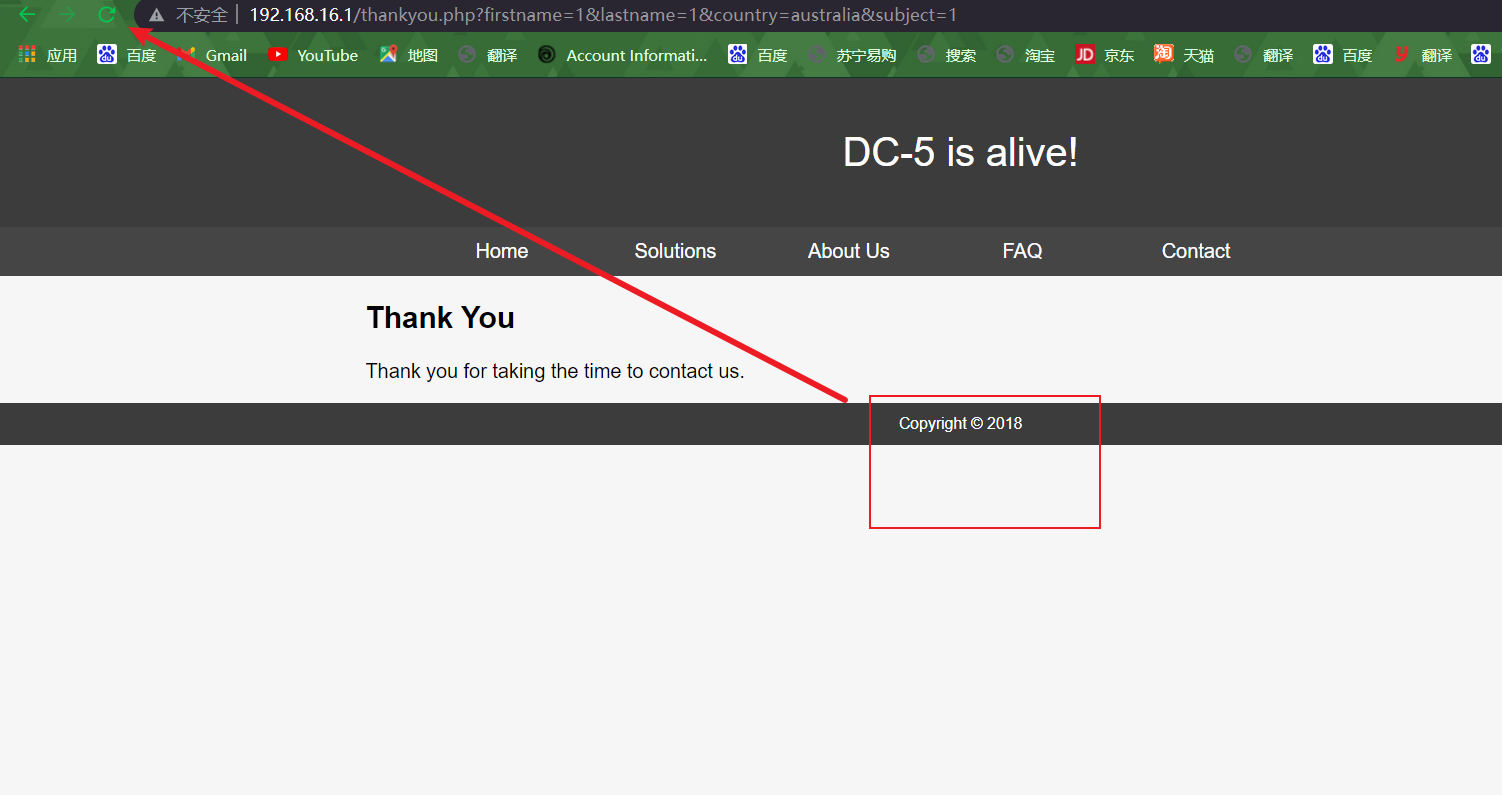 不安全 | 192.168.16.1/thankyou.php?firstname=1&lastname=1&country=australia&subject=1
应用 百度 Gmail YouTube 地图 翻译 Account Informati... 百度 苏宁易购 搜索 淘宝 JD 京东 淘 天猫 翻译 百度 翻译
DC-5 is alive!
Home Solutions About Us FAQ Contact
Thank You
Thank you for taking the time to contact us.
Copyright © 2018